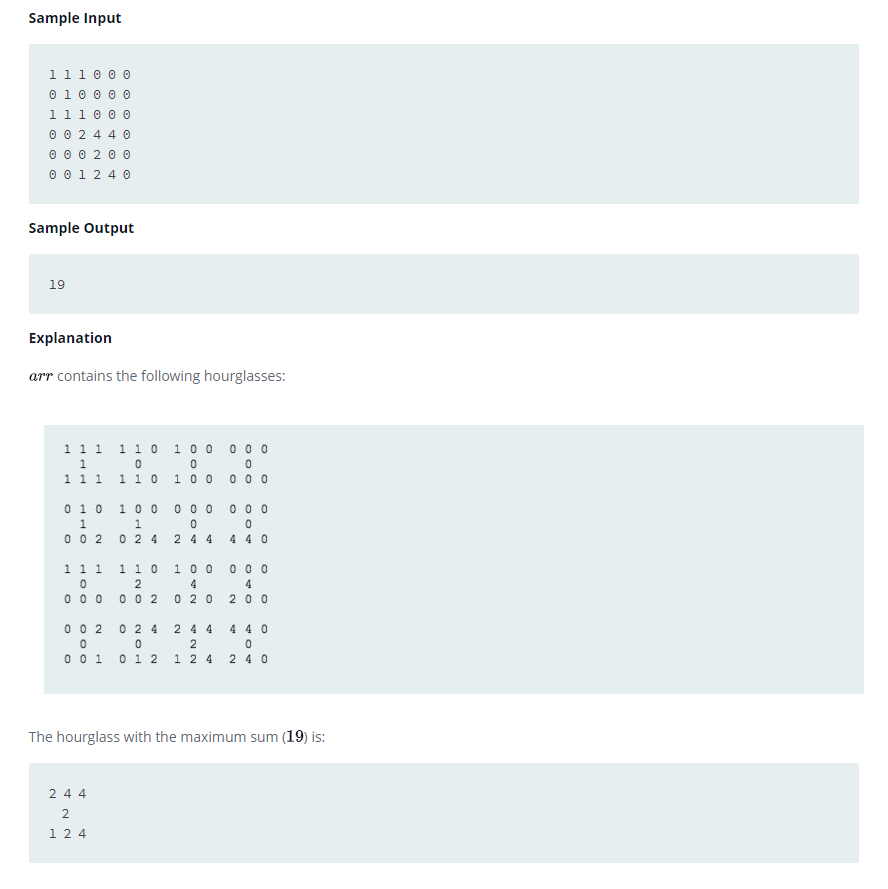 Sample Input
1 1 1 0 0 0
0 1 0 0 0 0
1 1 1 0 0 0
0 0 2 4 4 0
0 0 0 2 0 0
0 0 1 2 4 0
Sample Output
19
Explanation
arr contains the following hourglasses:
1 1 1 1 1 0 1 0 0 0 0 0
1 0 0 0
1 1 1 1 1 0 1 0 0 0 0 0
0 1 0 1 0 0 0 0 0 0 0 0
1 1 0 0
0 0 2 0 2 4 2 4 4 4 4 0
1 1 1 1 1 0 1 0 0 0 0 0
0 2 4 4
0 0 0 0 0 2 0 2 0 2 0 0
0 0 2 0 2 4 2 4 4 4 4 0
0 0 2 0
0 0 1 0 1 2 1 2 4 2 4 0
The hourglass with the maximum sum (19) is:
2 4 4
2
1 2 4